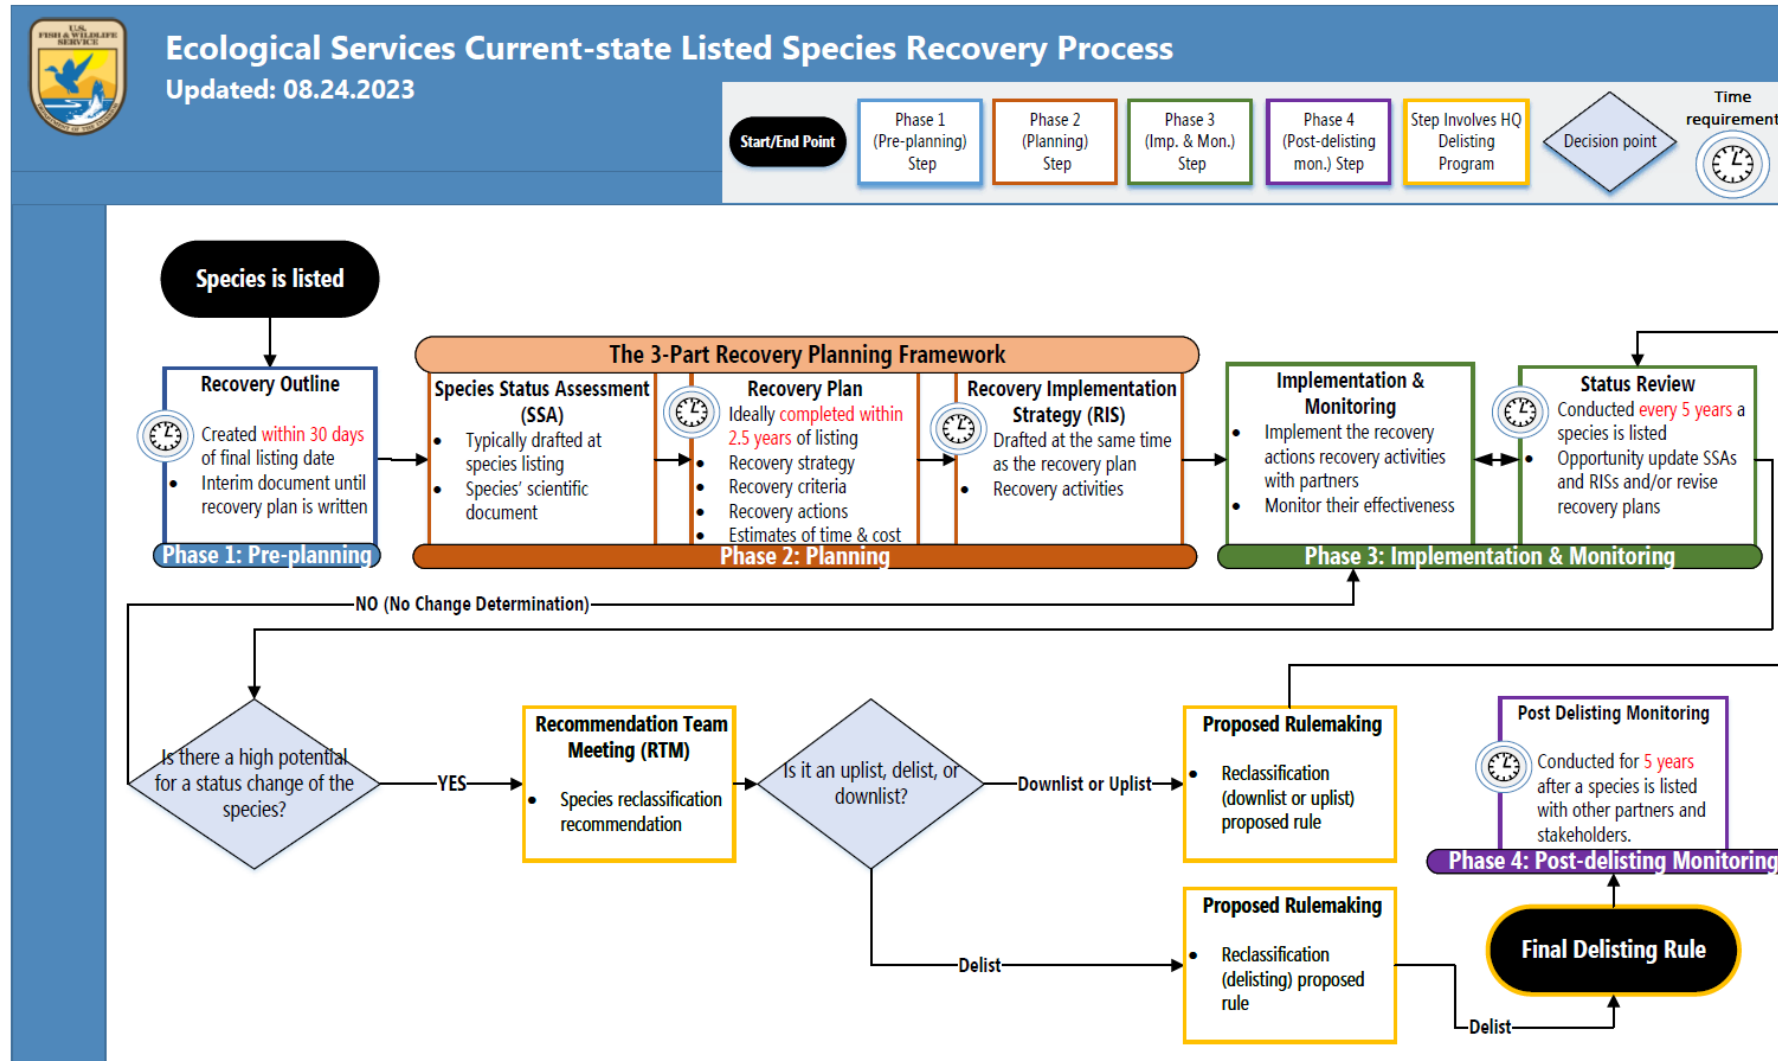 U.S.
FISH & WILDLIFE
SERVICE
DEPARTMENT OF THE INTERIOR
Ecological Services Current-state Listed Species Recovery Process
Updated: 08.24.2023
Start/End Point
Phase 1
(Pre-planning)
Step
Phase 2
(Planning)
Step
Phase 3
(Imp. & Mon.)
Step
Phase 4
(Post-delisting
mon.) Step
Step Involves HQ
Delisting
Program
Decision point
Time
requirement
Species is listed
Recovery Outline
Created within 30 days
of final listing date
• Interim document until
recovery plan is written
Phase 1: Pre-planning
The 3-Part Recovery Planning Framework
Species Status Assessment
(SSA)
• Typically drafted at
species listing
• Species' scientific
document
Recovery Plan
Ideally completed within
2.5 years of listing
• Recovery strategy
• Recovery criteria
• Recovery actions
• Estimates of time & cost
Recovery Implementation
Strategy (RIS)
Drafted at the same time
as the recovery plan
• Recovery activities
Phase 2: Planning
Implementation &
Monitoring
• Implement the recovery
actions recovery activities
with partners
• Monitor their effectiveness
Status Review
Conducted every 5 years a
species is listed
• Opportunity update SSAs
and RISs and/or revise
recovery plans
Phase 3: Implementation & Monitoring
NO (No Change Determination)
Is there a high potential
for a status change of the
species?
YES
Recommendation Team
Meeting (RTM)
• Species reclassification
recommendation
Is it an uplist, delist, or
downlist?
Downlist or Uplist
Proposed Rulemaking
• Reclassification
(downlist or uplist)
proposed rule
Post Delisting Monitoring
Conducted for 5 years
after a species is listed
with other partners and
stakeholders.
Phase 4: Post-delisting Monitoring
Delist
Proposed Rulemaking
• Reclassification
(delisting) proposed
rule
Delist
Final Delisting Rule